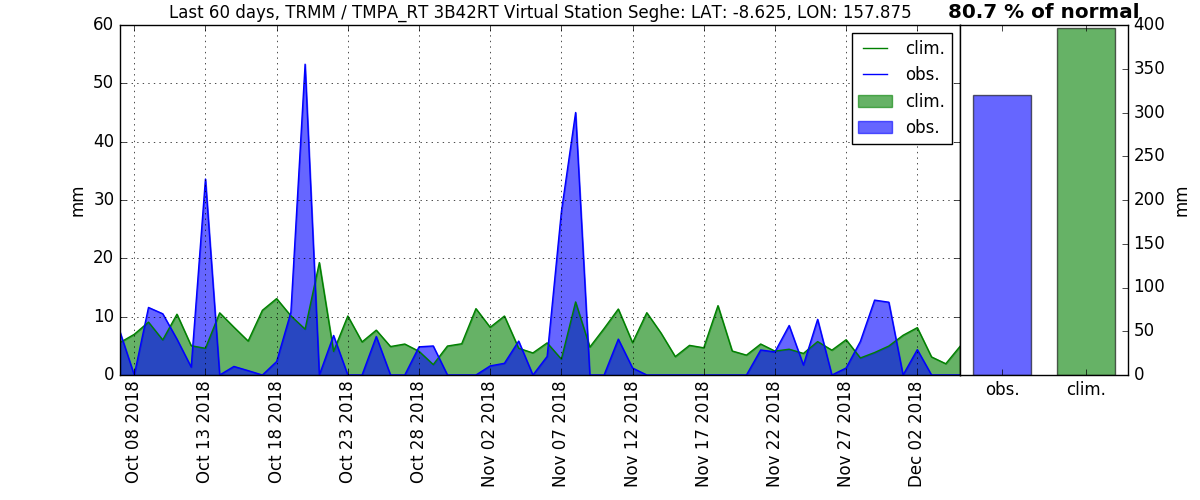 Last 60 days, TRMM / TMPA_RT 3B42RT Virtual Station Seghe: LAT: -8.625, LON: 157.875
80.7 % of normal
60
50
40
30
20
10
0
mm
clim.
obs.
clim.
obs.
400
350
300
250
200
150
100
50
0
mm
obs.
clim.
Oct 08 2018
Oct 13 2018
Oct 18 2018
Oct 23 2018
Oct 28 2018
Nov 02 2018
Nov 07 2018
Nov 12 2018
Nov 17 2018
Nov 22 2018
Nov 27 2018
Dec 02 2018